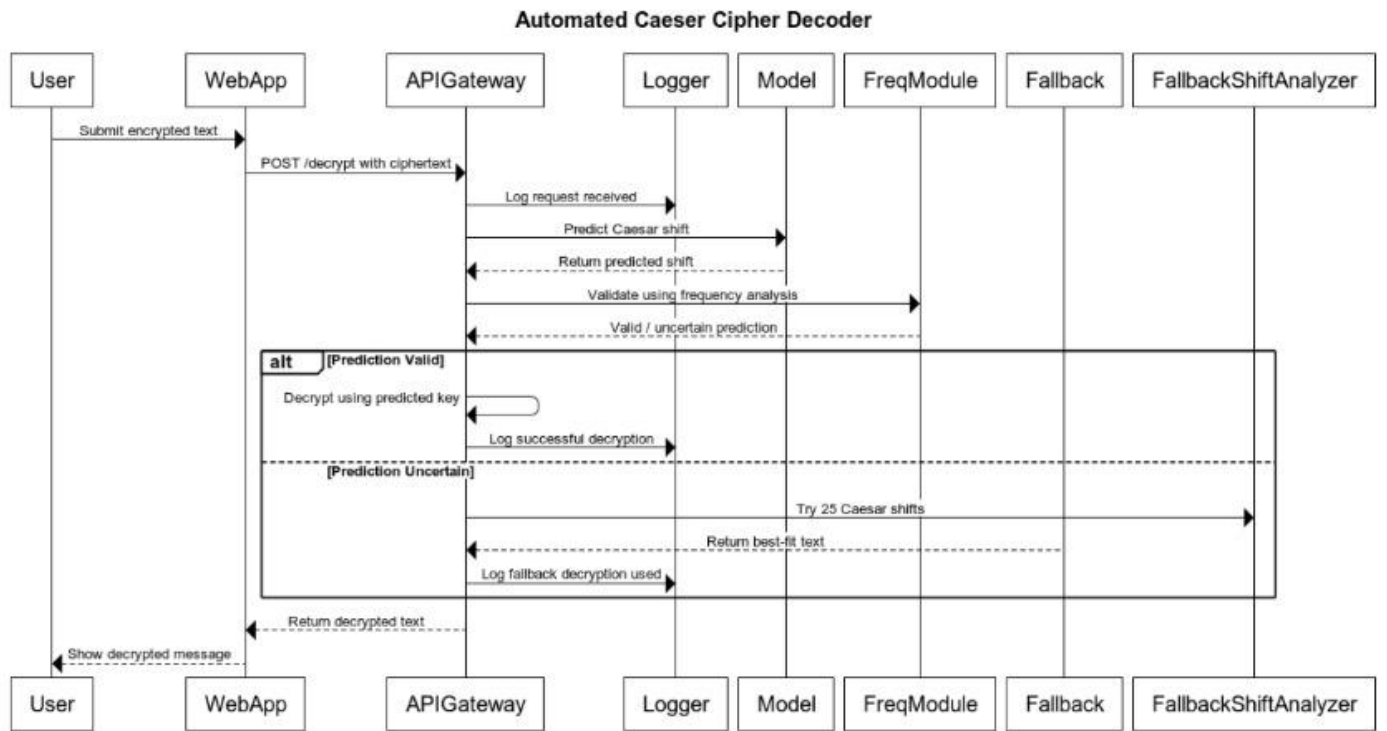 Automated Caeser Cipher Decoder
User
WebApp
APIGateway
Logger
Model
FreqModule
Fallback
FallbackShiftAnalyzer
Submit encrypted text
POST /decrypt with ciphertext
Log request received
Predict Caesar shift
Return predicted shift
Validate using frequency analysis
Valid / uncertain prediction
alt
[Prediction Valid]
Decrypt using predicted key
Log successful decryption
[Prediction Uncertain]
Try 25 Caesar shifts
Return best-fit text
Log fallback decryption used
Return decrypted text
Show decrypted message
User
WebApp
APIGateway
Logger
Model
FreqModule
Fallback
FallbackShiftAnalyzer